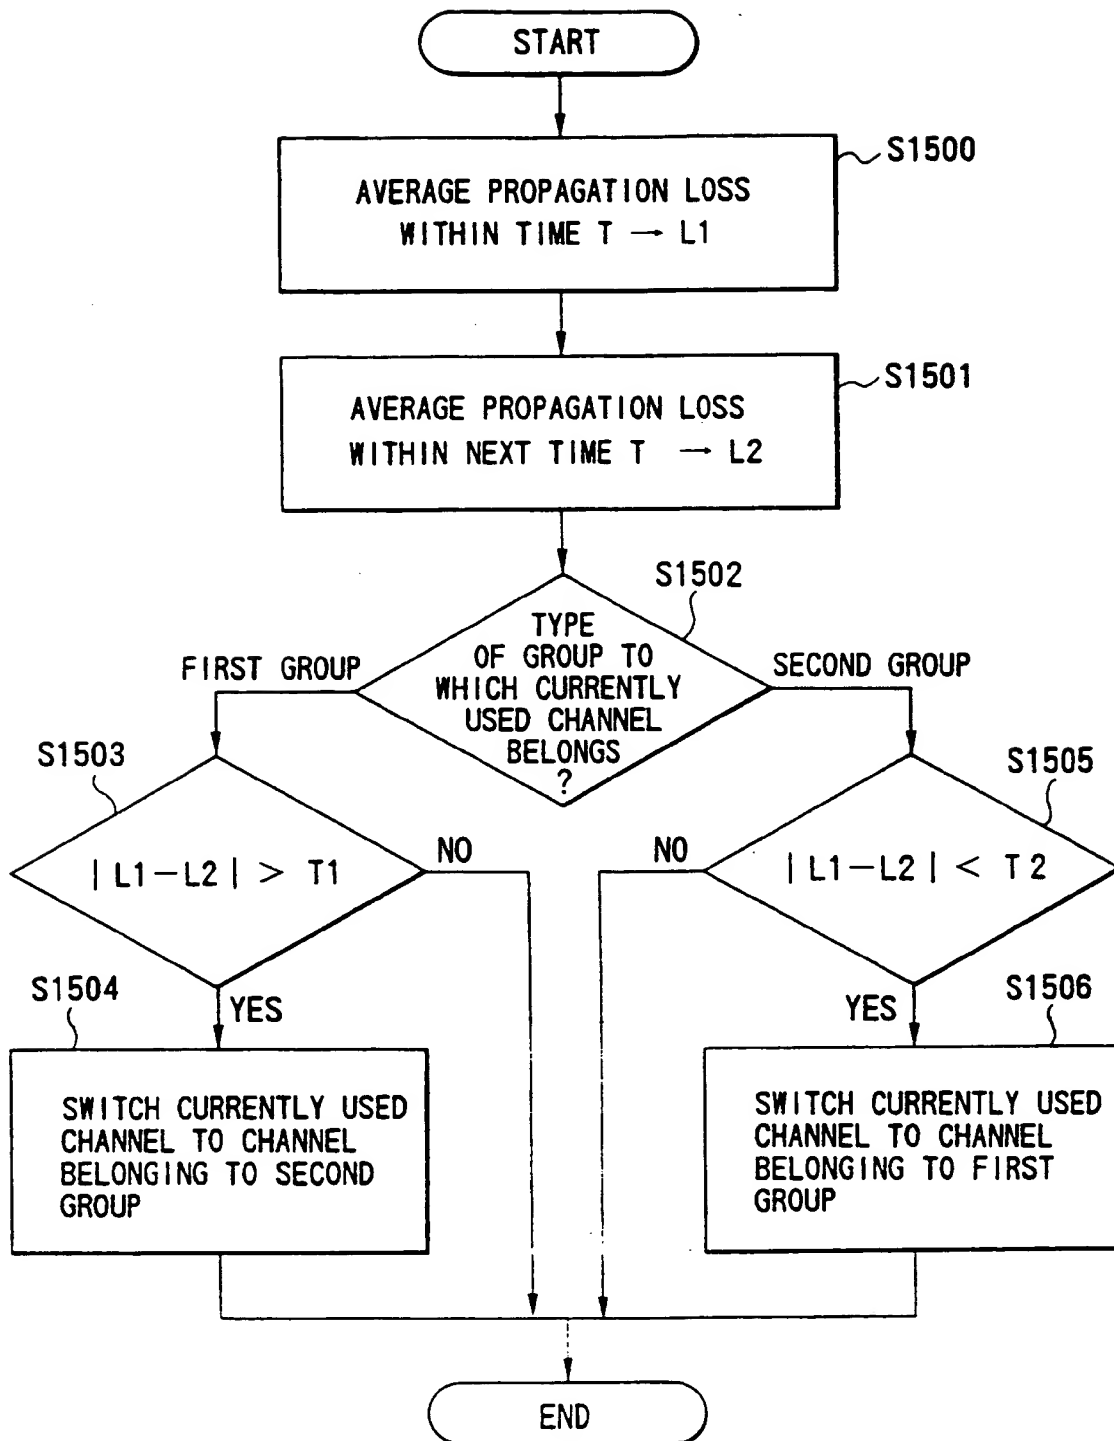 START
S1500
AVERAGE PROPAGATION LOSS
WITHIN TIME T → L1
S1501
AVERAGE PROPAGATION LOSS
WITHIN NEXT TIME T → L2
S1502
TYPE
OF GROUP TO
WHICH CURRENTLY
USED CHANNEL
BELONGS
?
FIRST GROUP
SECOND GROUP
S1503
|L1-L2| > T1
NO
YES
S1505
|L1-L2| < T2
NO
YES
S1504
SWITCH CURRENTLY USED
CHANNEL TO CHANNEL
BELONGING TO SECOND
GROUP
S1506
SWITCH CURRENTLY USED
CHANNEL TO CHANNEL
BELONGING TO FIRST
GROUP
END